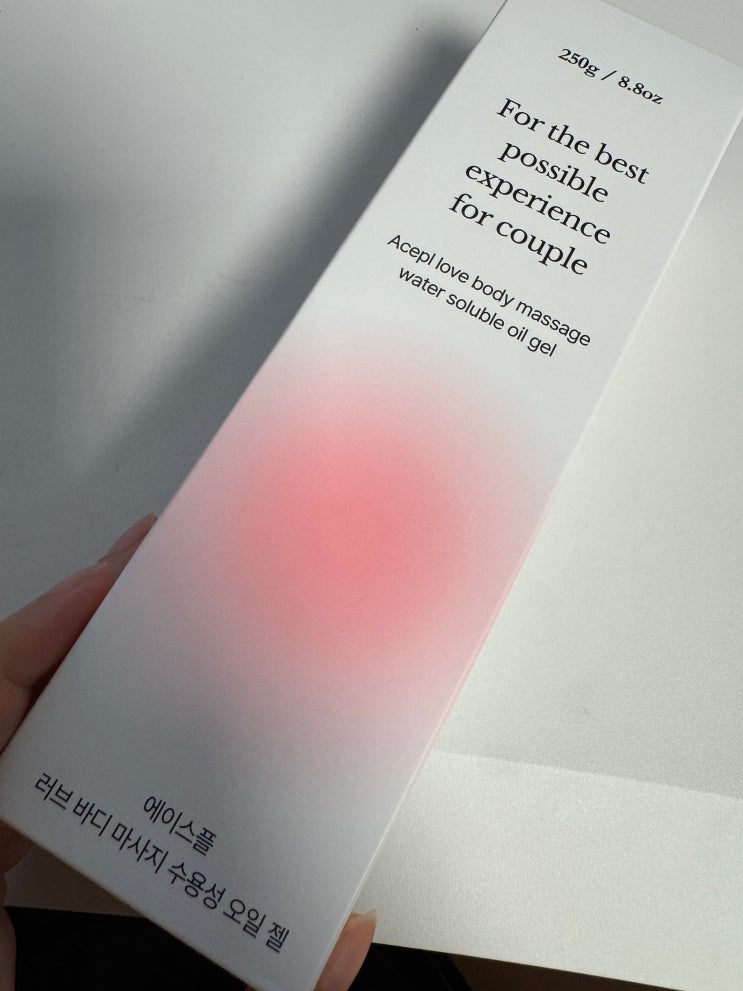 250g / 8.8oz
For the best
possible
experience
for couple
Acepl love body massage
water soluble oil gel
에이스플
러브 바디 마사지 수용성 오일 젤